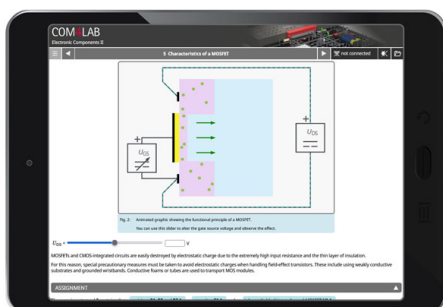 COM4LAB
Electronic Components II
6 Characteristics of a MOSFET
not connected
+
UDS
+
UGS
Fig. 2. Animated graphic showing the functional principle of a MOSFET.
You can use this slider to alter the gate source voltage and observe the effect.
UGS = V
MOSFETs and CMOS-integrated circuits are easily destroyed by electrostatic charge due to the extremely high input resistance and the thin layer of insulation.
For this reason, special precautionary measures must be taken to avoid electrostatic charges when handling field-effect transistors. These include using weakly conductive
substrates and grounded wristbands. Conductive foams or tubes are used to transport MOS modules.
ASSIGNMENT